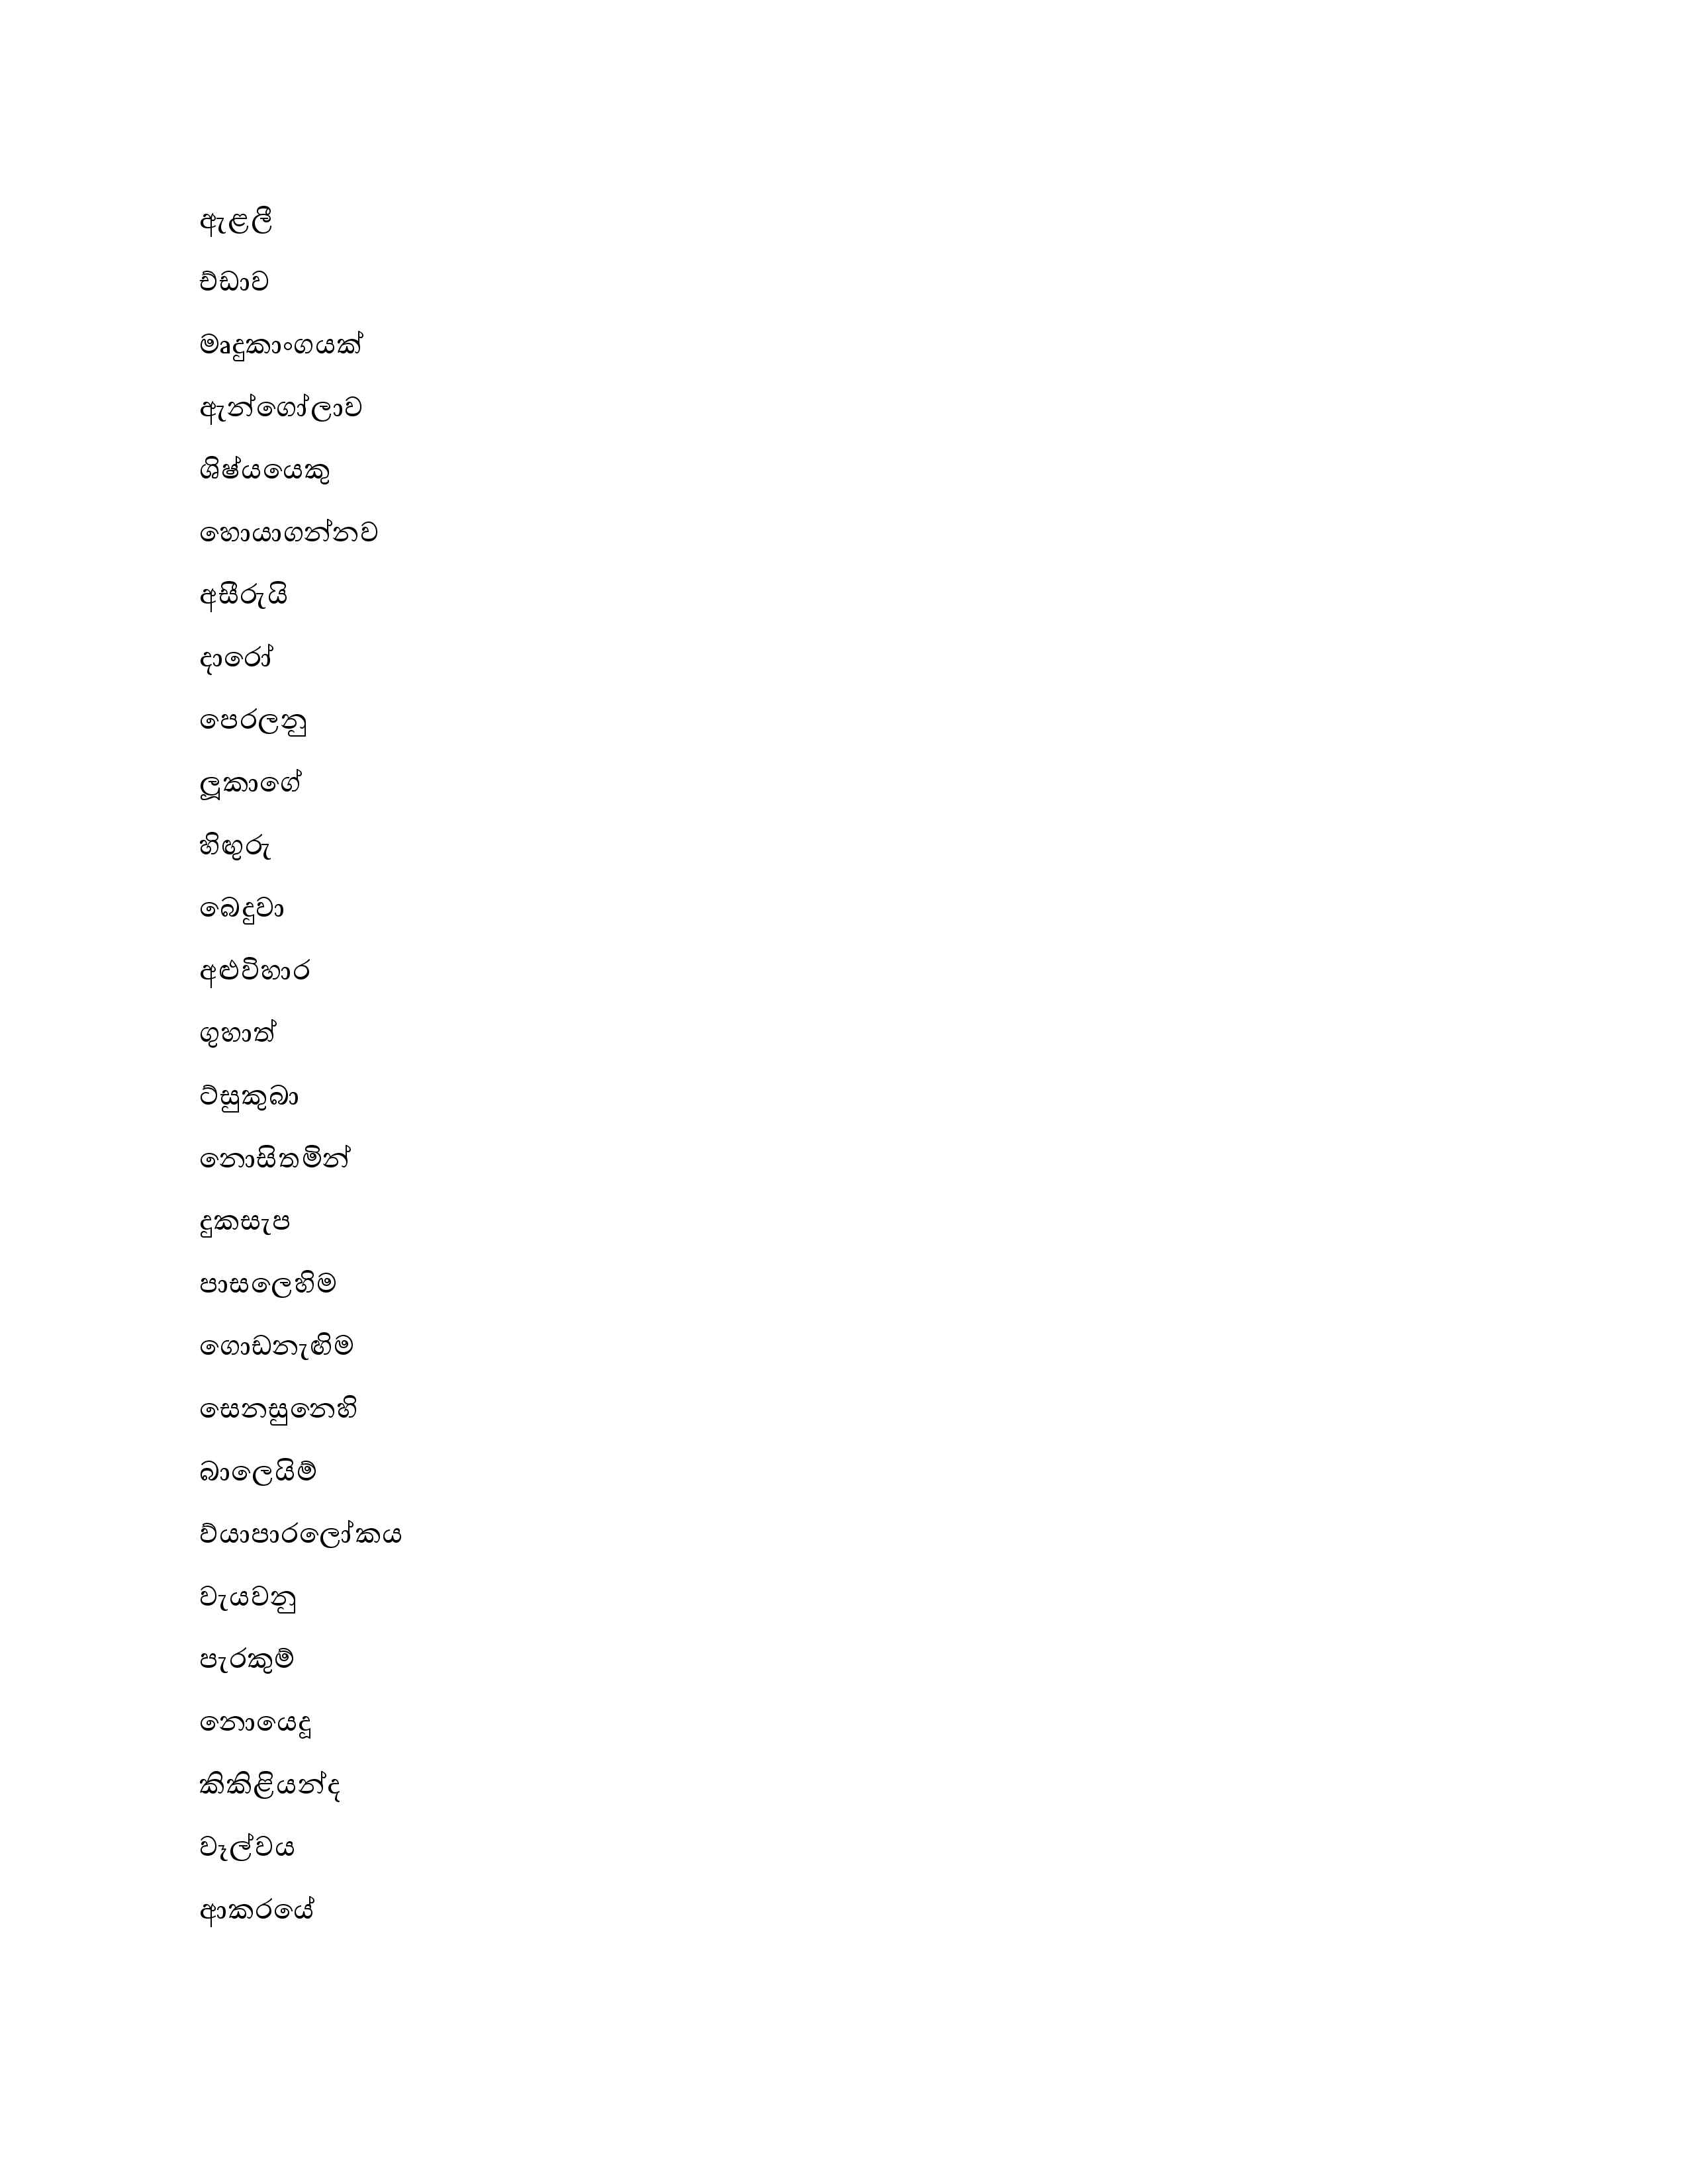 ඇළලී
ච්ඩාව
මෘදුකාංගයක්
ඇන්ගෝලාව
ශිෂ්යයෙකු
හොයාගන්නව
අසීරුයි
දාරෝ
පෙරලනු
ලූකාගේ
හිඟුරු
බෙදුවා
අළුවිහාර
ගුහාත්
ට්සුකුබා
නොසිතමින්
දුකසැප
පාසලෙහිම
ගොඩනැඟිම
සෙනසුනෙහි
බාලෙයිම්
ව්යාපාරලෝකය
වැයවනු
පැරකුම්
නොයෙදූ
කිකිළියන්ද
වෑල්වය
ආකරයේ